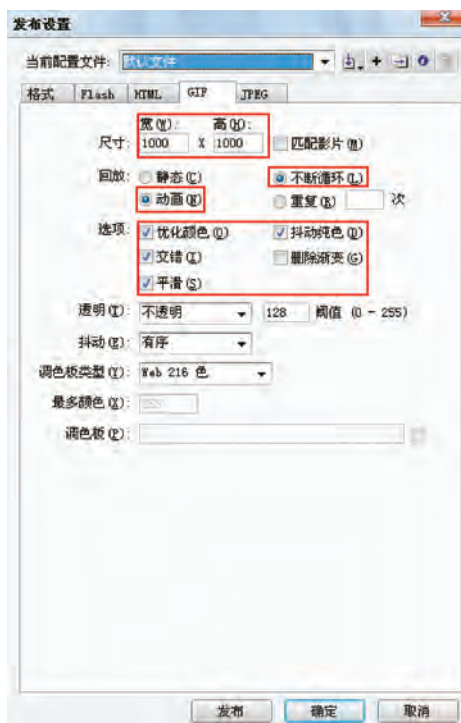 发布设置
当前配置文件: 默认文件
格式 Flash HTML GIF JPEG
宽(W): 高(H):
尺寸: 1000 X 1000 匹配影片(M)
回放: 静态(C) 不断循环(L)
动画(N) 重复(R) 次
选项: 优化颜色(O) 抖动纯色(D)
交错(I) 删除渐变(G)
平滑(S)
透明(T): 不透明 128 阈值 (0 - 255)
抖动(E): 有序
调色板类型(Y): Web 216 色
最多颜色(X): 255
调色板(P):
发布 确定 取消